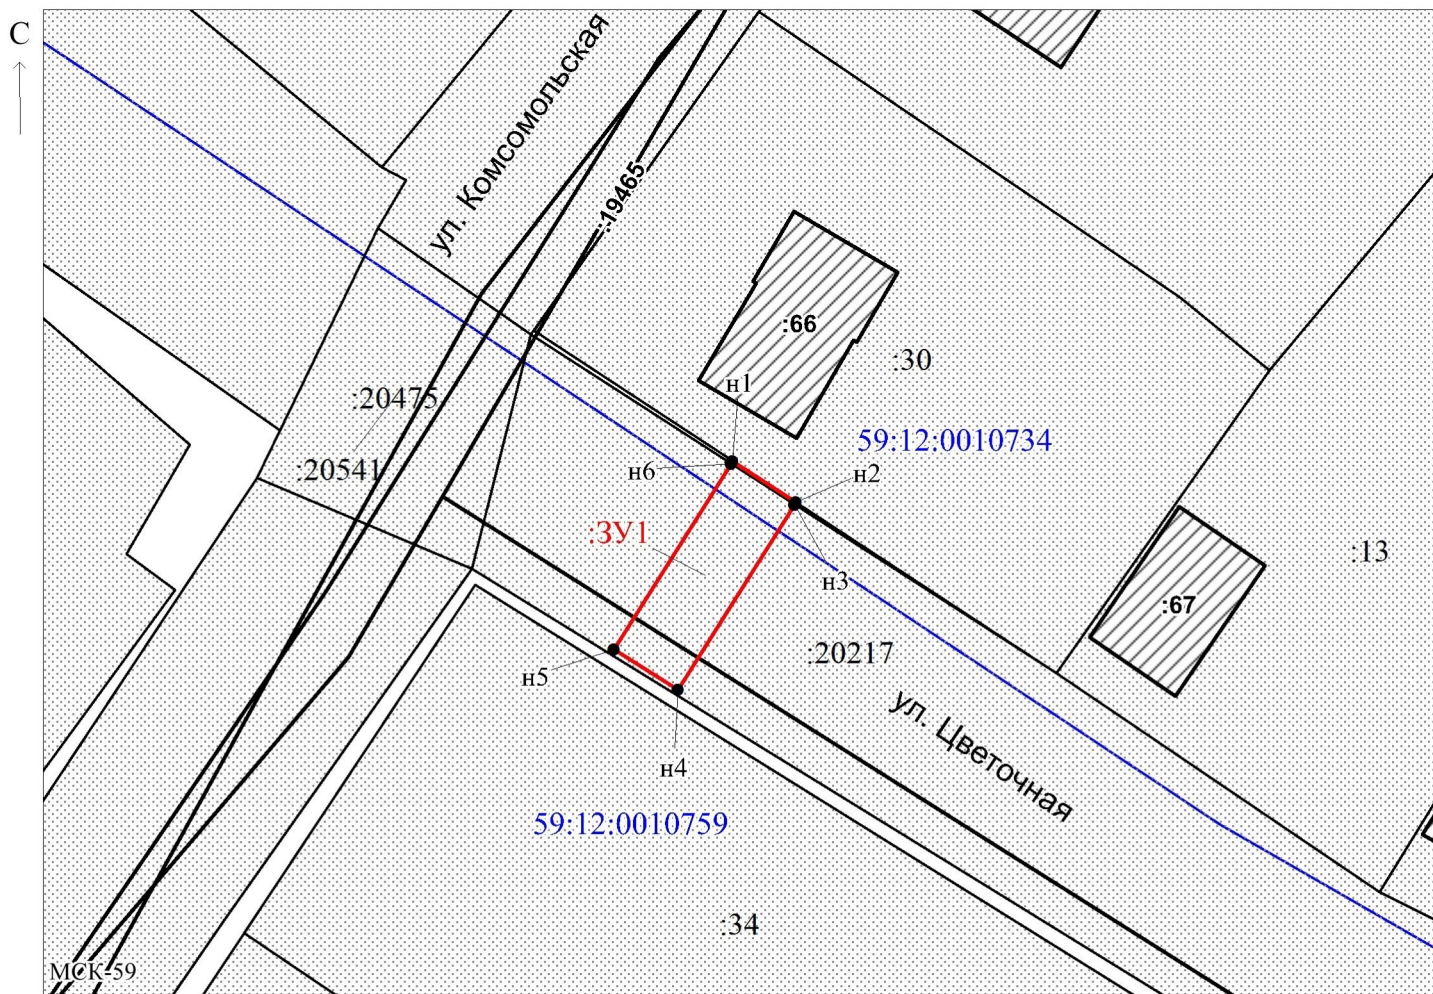 С
ул. Комсомольская
:19465
:66
:30
н1
:20475
59:12:0010734
:20541
н6
н2
:ЗУ1
:13
н3
:67
:20217
н5
ул. Цветочная
н4
59:12:0010759
:34
МСК-59